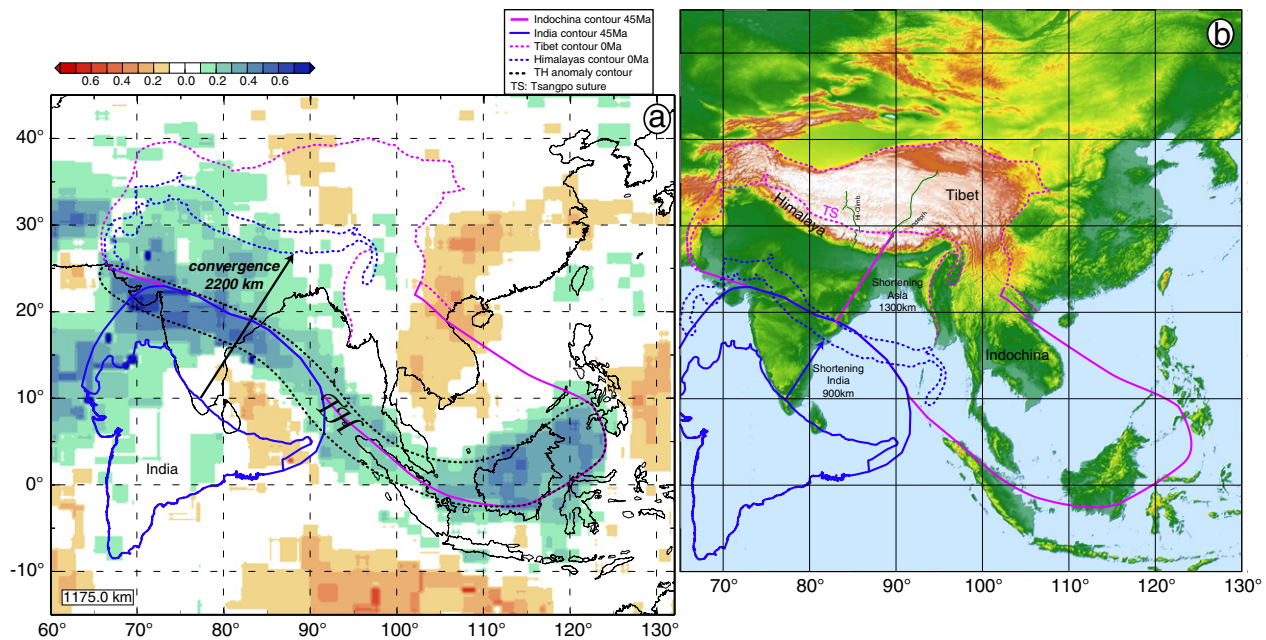 Indochina contour 45Ma
India contour 45Ma
Tibet contour 0Ma
Himalayas contour 0Ma
TH anomaly contour
TS: Tsangpo suture
0.6 0.4 0.2 0.0 0.2 0.4 0.6
a
40°
30°
20°
10°
0°
-10°
convergence
2200 km
TH
India
1175.0 km
60° 70° 80° 90° 100° 110° 120° 130°
b
Tibet
TS
Himalaya
Hi-Climb
Indepth
Shortening
Asia
1300km
Indochina
Shortening
India
900km
70° 80° 90° 100° 110° 120° 130°